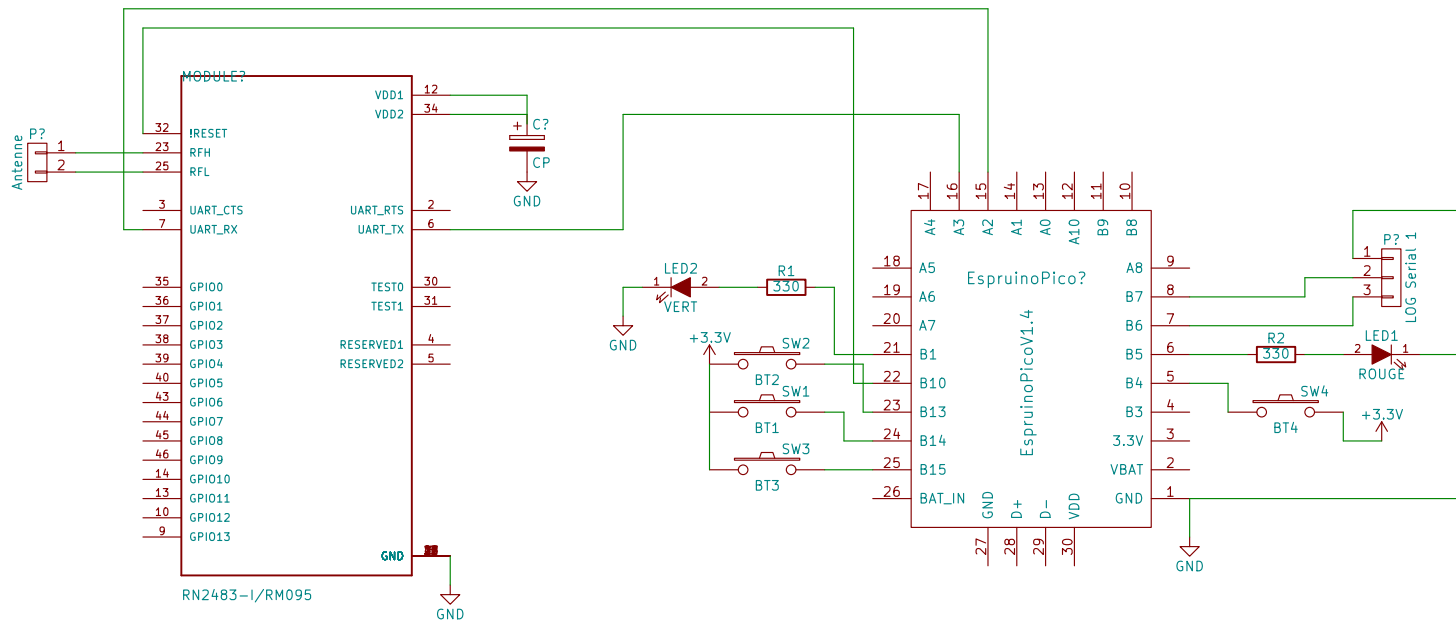 MODULE?
VDD1 12
VDD2 34
32 !RESET
23 RFH
25 RFL
P?
1
2
Antenne
+ C?
CP
GND
3 UART_CTS
7 UART_RX
UART_RTS 2
UART_TX 6
35 GPIO0
36 GPIO1
37 GPIO2
38 GPIO3
39 GPIO4
40 GPIO5
43 GPIO6
44 GPIO7
45 GPIO8
46 GPIO9
14 GPIO10
13 GPIO11
10 GPIO12
9 GPIO13
TEST0 30
TEST1 31
RESERVED1 4
RESERVED2 5
GND
GND
RN2483-I/RM095
LED2
1 2
VERT
GND
R1
330
+3.3V
SW2
BT2
SW1
BT1
SW3
BT3
17 16 15 14 13 12 11 10
A4 A3 A2 A1 A0 A10 B9 B8
EspruinoPico?
EspruinoPicoV1.4
18 A5
19 A6
20 A7
21 B1
22 B10
23 B13
24 B14
25 B15
26 BAT_IN
A8 9
B7 8
B6 7
B5 6
B4 5
B3 4
3.3V 3
VBAT 2
GND 1
GND D+ D- VDD
27 28 29 30
GND
P?
1
2
3
LOG Serial 1
R2
330
LED1
2 1
ROUGE
SW4
BT4
+3.3V